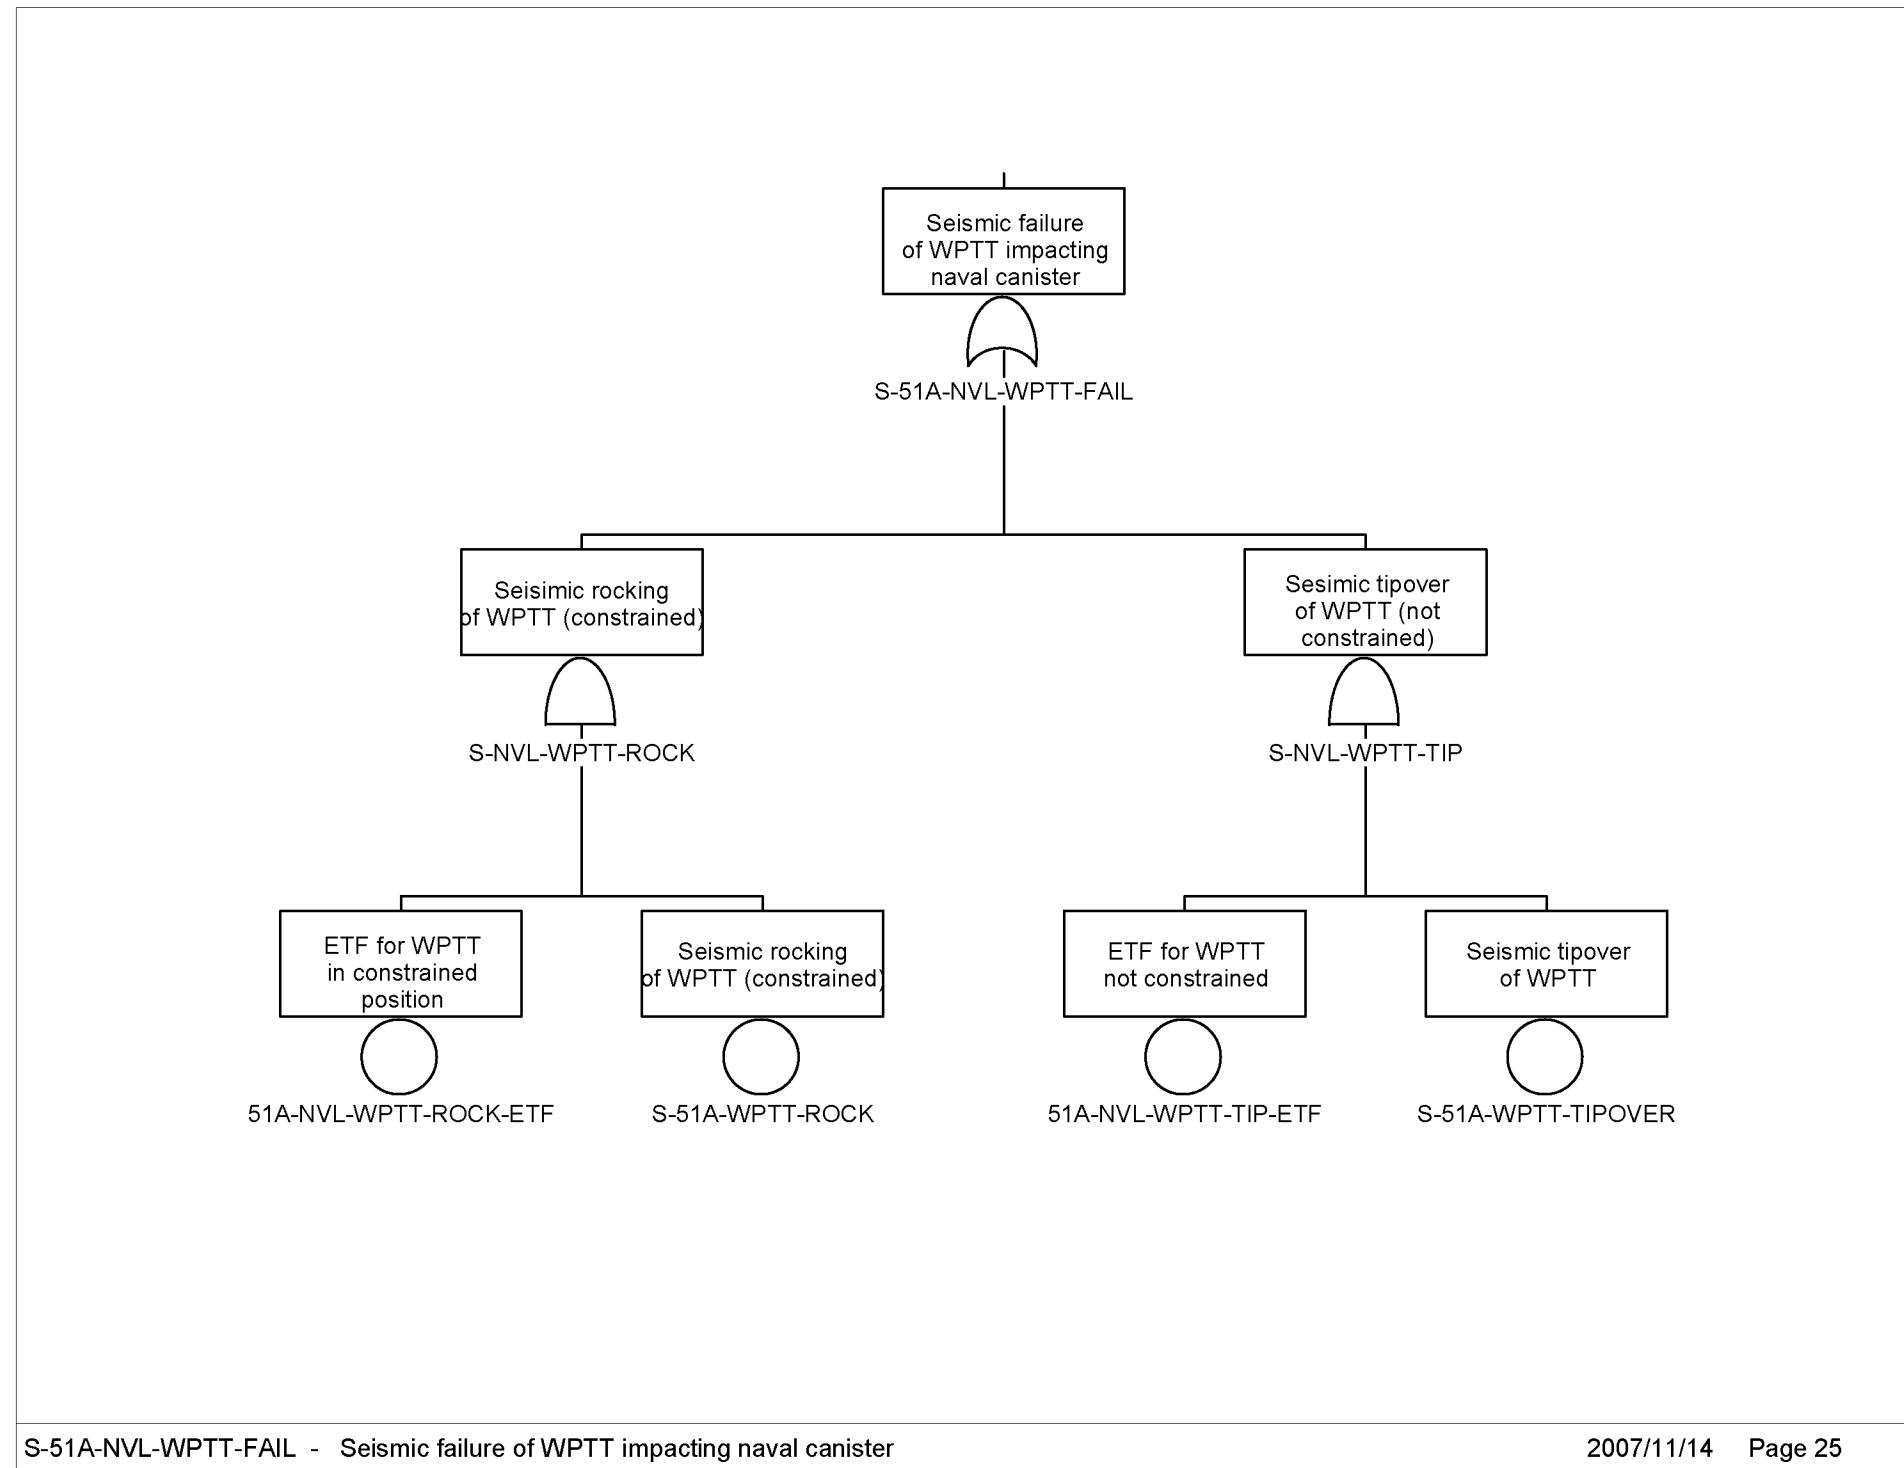 Seismic failure
of WPTT impacting
naval canister
S-51A-NVL-WPTT-FAIL
Seisimic rocking
of WPTT (constrained)
S-NVL-WPTT-ROCK
Sesimic tipover
of WPTT (not
constrained)
S-NVL-WPTT-TIP
ETF for WPTT
in constrained
position
51A-NVL-WPTT-ROCK-ETF
Seismic rocking
of WPTT (constrained)
S-51A-WPTT-ROCK
ETF for WPTT
not constrained
51A-NVL-WPTT-TIP-ETF
Seismic tipover
of WPTT
S-51A-WPTT-TIPOVER
S-51A-NVL-WPTT-FAIL - Seismic failure of WPTT impacting naval canister
2007/11/14 Page 25